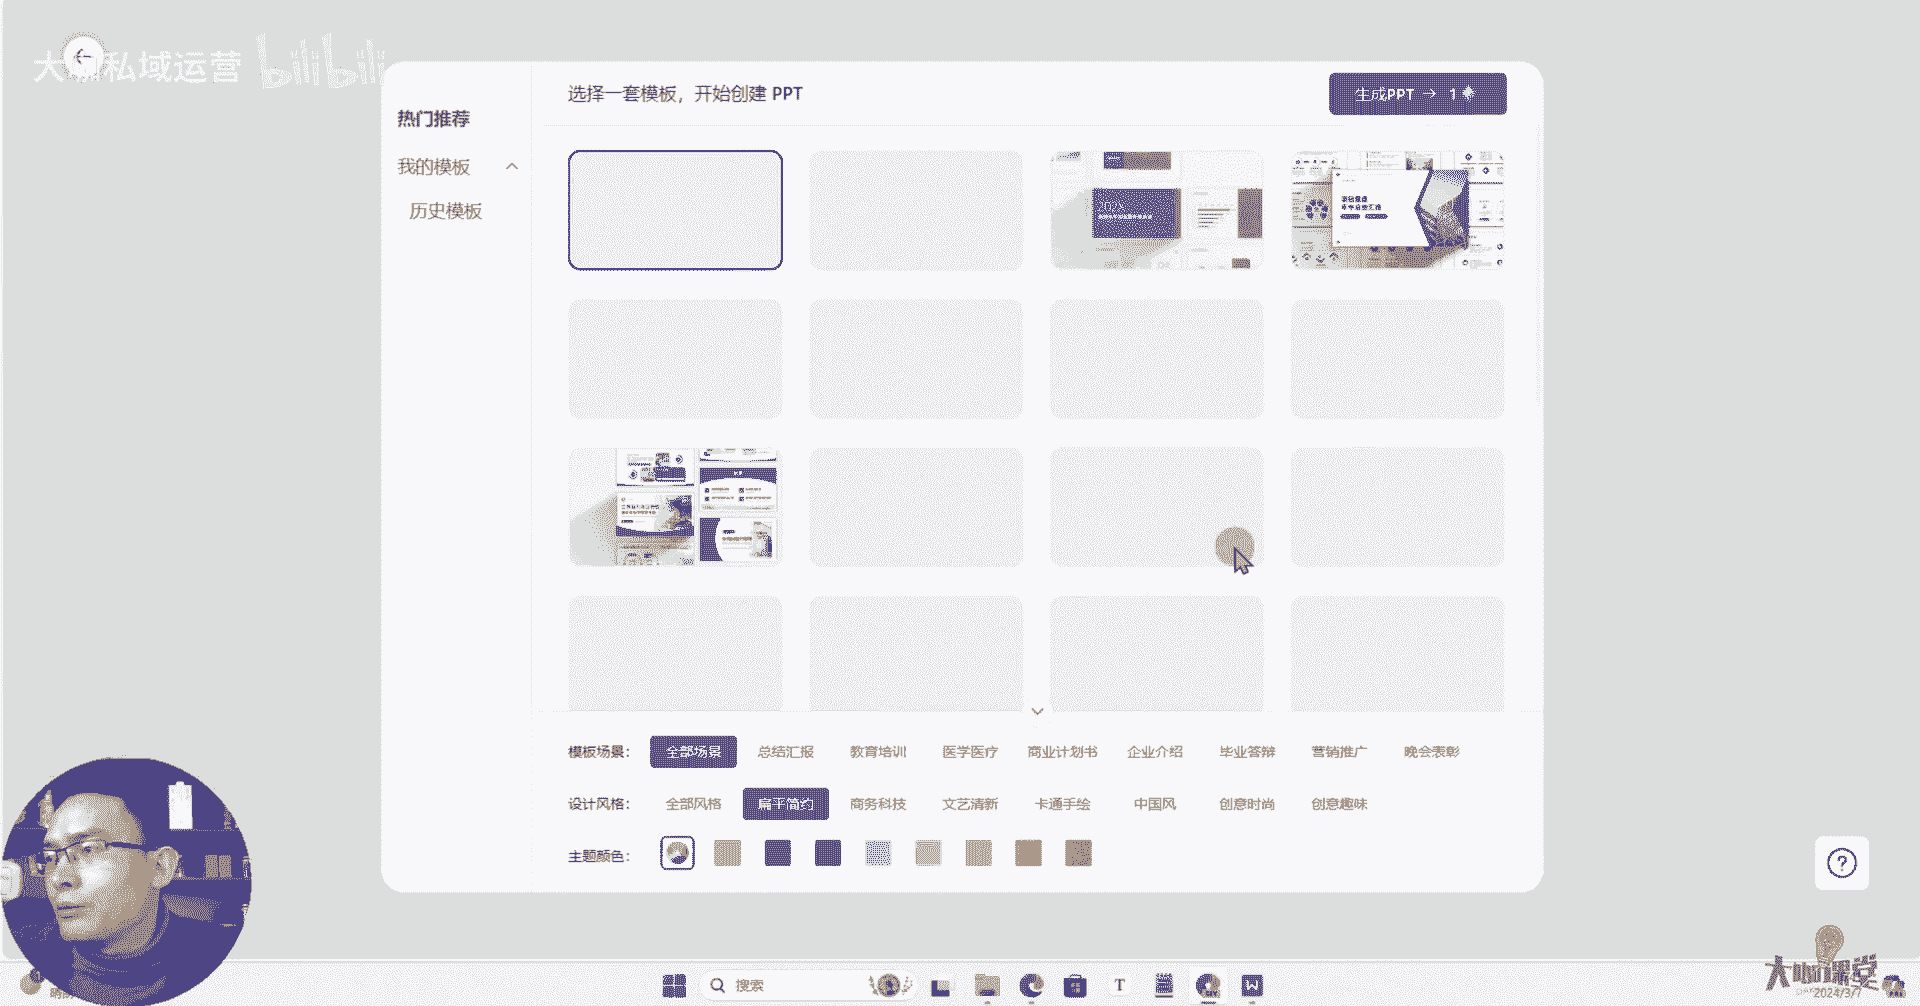 大咖私域运营 bilibili
选择一套模板，开始创建 PPT
生成PPT → 1
热门推荐
我的模板
历史模板
模板场景：
全部场景
总结汇报
教育培训
医学医疗
商业计划书
企业介绍
毕业答辩
营销推广
晚会表彰
设计风格：
全部风格
扁平简约
商务科技
文艺清新
卡通手绘
中国风
创意时尚
创意趣味
主题颜色：
搜索
大咖课堂
2024/3/7